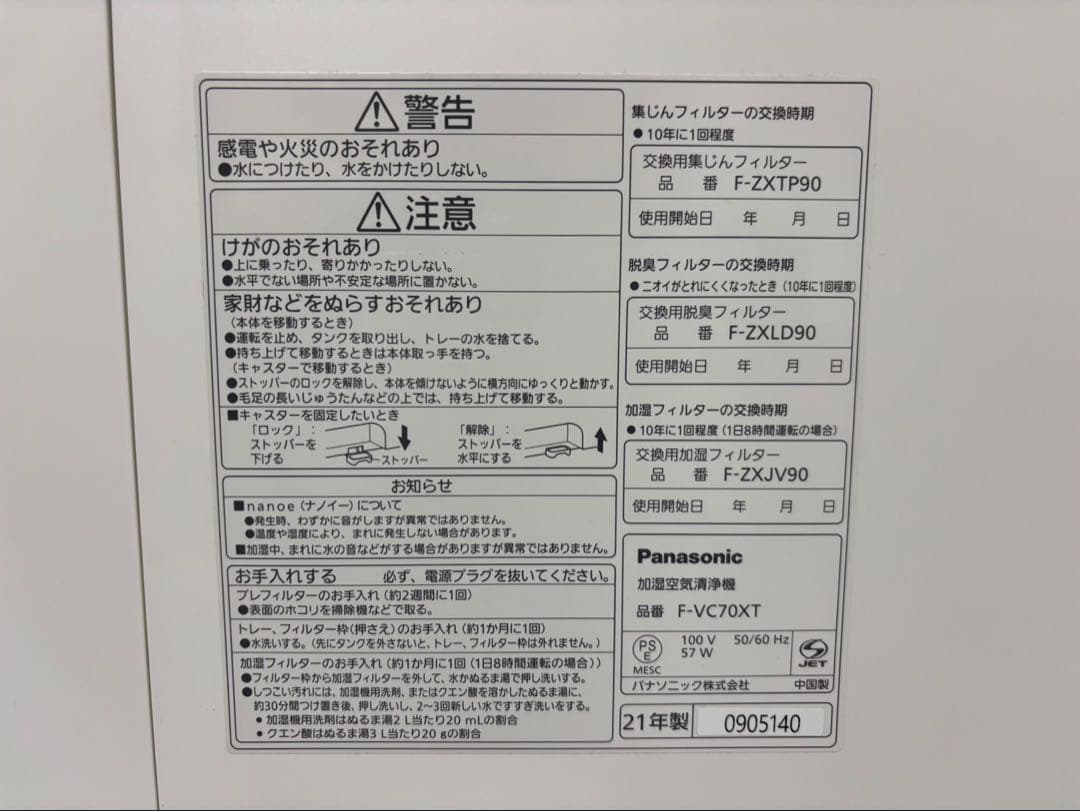 ⚠警告
感電や火災のおそれあり
●水につけたり、水をかけたりしない。
⚠注意
けがのおそれあり
●上に乗ったり、寄りかかったりしない。
●水平でない場所や不安定な場所に置かない。
家財などをぬらすおそれあり
(本体を移動するとき)
●運転を止め、タンクを取り出し、トレーの水を捨てる。
●持ち上げて移動するときは本体取っ手を持つ。
(キャスターで移動するとき)
●ストッパーのロックを解除し、本体を傾けないように横方向にゆっくりと動かす。
●毛足の長いじゅうたんなどの上では、持ち上げて移動する。
■キャスターを固定したいとき
「ロック」:
ストッパーを
下げる
ストッパー
「解除」:
ストッパーを
水平にする
お知らせ
■nanoe(ナノイー)について
●発生時、わずかに音がしますが異常ではありません。
●温度や湿度により、まれに発生しない場合があります。
■加湿中、まれに水の音などがする場合がありますが異常ではありません。
お手入れする 必ず、電源プラグを抜いてください。
プレフィルターのお手入れ(約2週間に1回)
●表面のホコリを掃除機などで取る。
トレー、フィルター枠(押さえ)のお手入れ(約1か月に1回)
●水洗いする。(先にタンクを外さないと、トレー、フィルター枠は外れません。)
加湿フィルターのお手入れ(約1か月に1回(1日8時間運転の場合))
●フィルター枠から加湿フィルターを外して、水かぬるま湯で押し洗いする。
●しつこい汚れには、加湿機用洗剤、またはクエン酸を溶かしたぬるま湯に、
約30分間つけ置き後、押し洗いし、2〜3回新しい水ですすぎ洗いをする。
• 加湿機用洗剤はぬるま湯2 L当たり20 mLの割合
• クエン酸はぬるま湯3 L当たり20 gの割合
集じんフィルターの交換時期
●10年に1回程度
交換用集じんフィルター
品 番 F-ZXTP90
使用開始日 年 月 日
脱臭フィルターの交換時期
●ニオイがとれにくくなったとき(10年に1回程度)
交換用脱臭フィルター
品 番 F-ZXLD90
使用開始日 年 月 日
加湿フィルターの交換時期
●10年に1回程度(1日8時間運転の場合)
交換用加湿フィルター
品 番 F-ZXJV90
使用開始日 年 月 日
Panasonic
加湿空気清浄機
品番 F-VC70XT
PS
E
MESC
100 V 50/60 Hz
57 W
JET
パナソニック株式会社 中国製
21年製 0905140